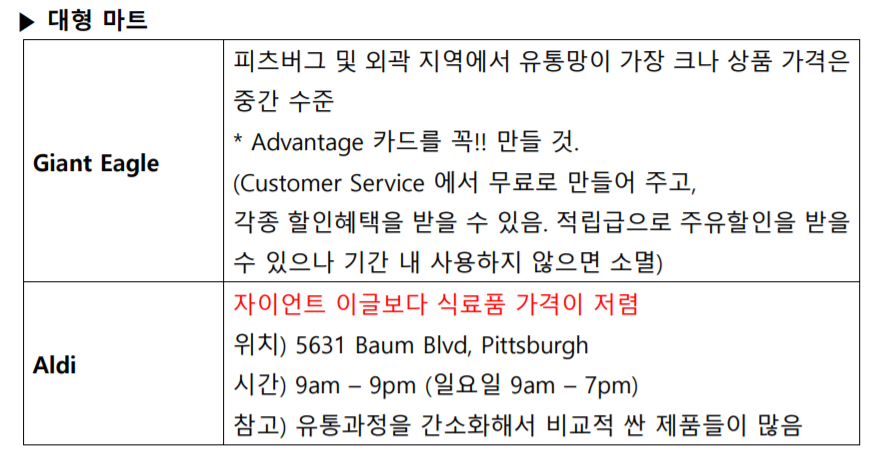 ▶ 대형 마트
Giant Eagle
피츠버그 및 외곽 지역에서 유통망이 가장 크나 상품 가격은
중간 수준
* Advantage 카드를 꼭!! 만들 것.
(Customer Service 에서 무료로 만들어 주고,
각종 할인혜택을 받을 수 있음. 적립급으로 주유할인을 받을
수 있으나 기간 내 사용하지 않으면 소멸)
Aldi
자이언트 이글보다 식료품 가격이 저렴
위치) 5631 Baum Blvd, Pittsburgh
시간) 9am – 9pm (일요일 9am – 7pm)
참고) 유통과정을 간소화해서 비교적 싼 제품들이 많음